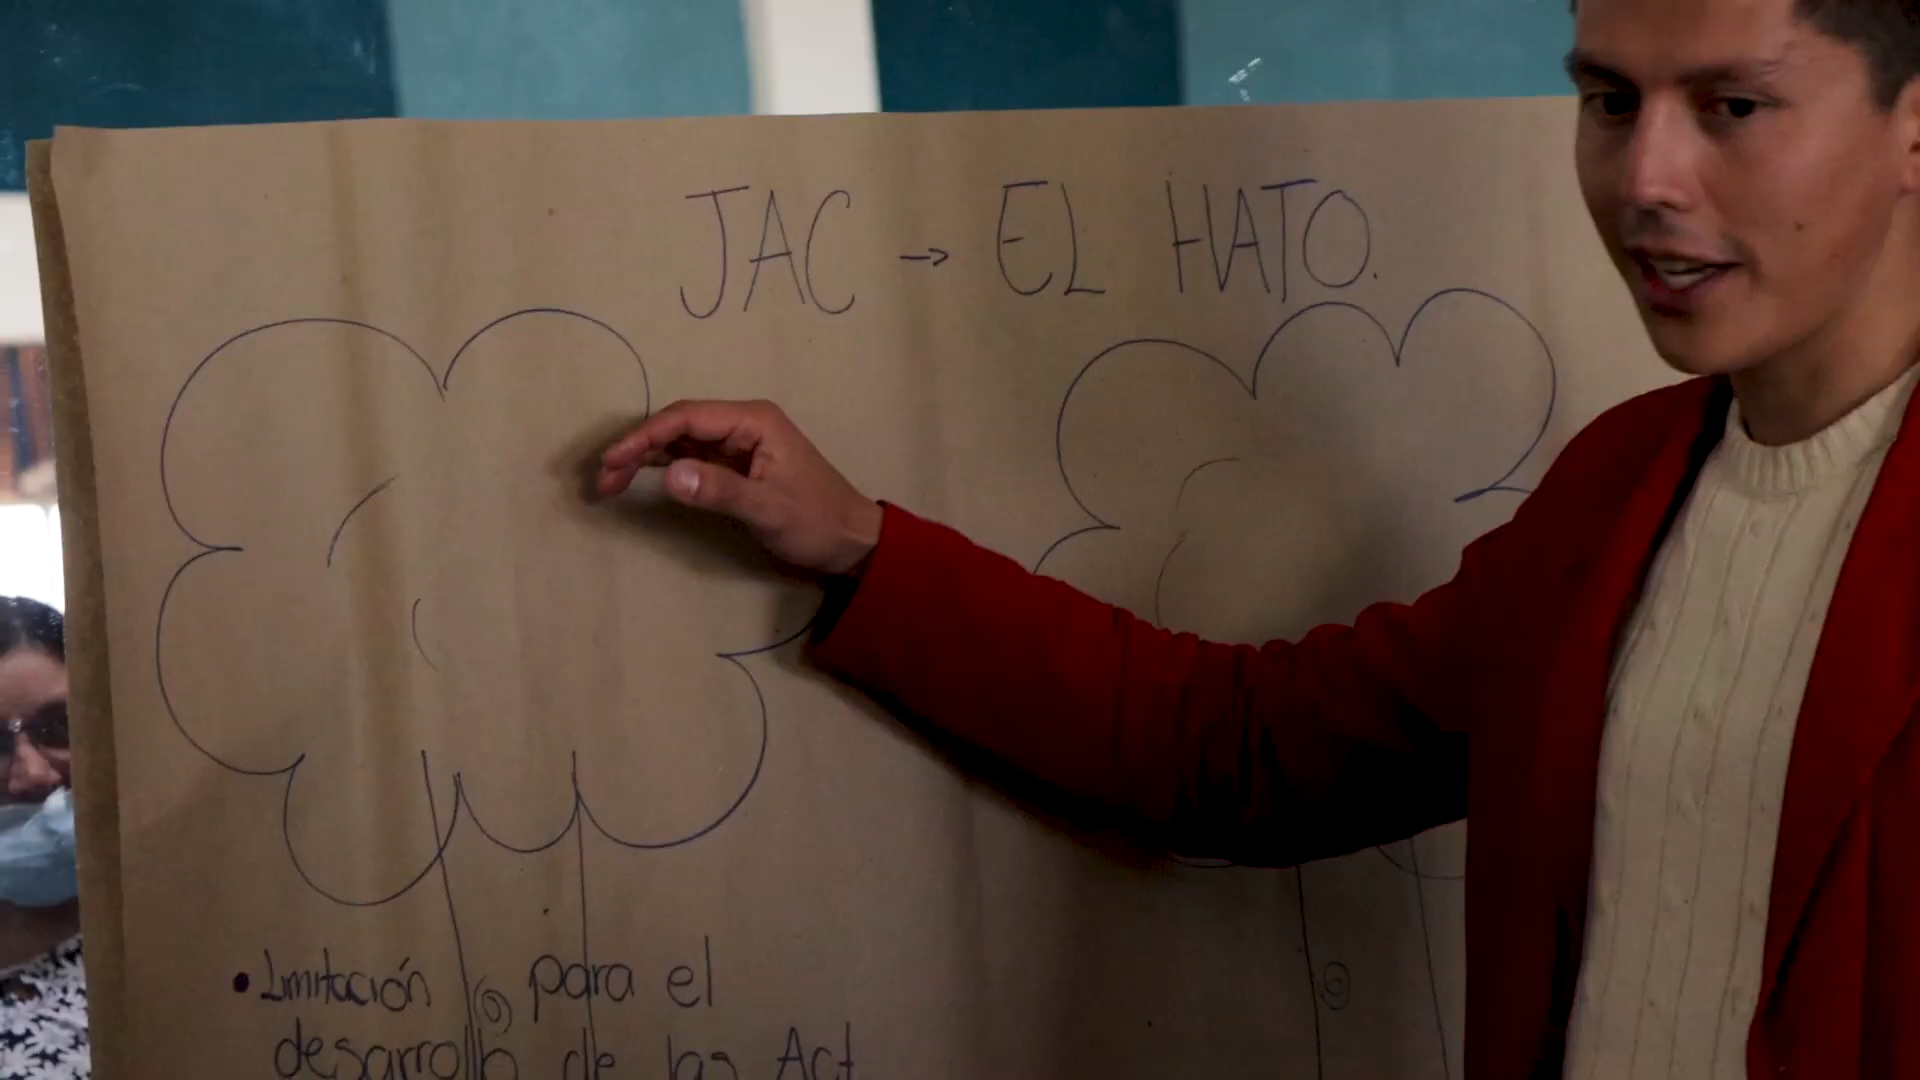 JAC → EL HATO.
• Limitación para el
desarrollo de las Act